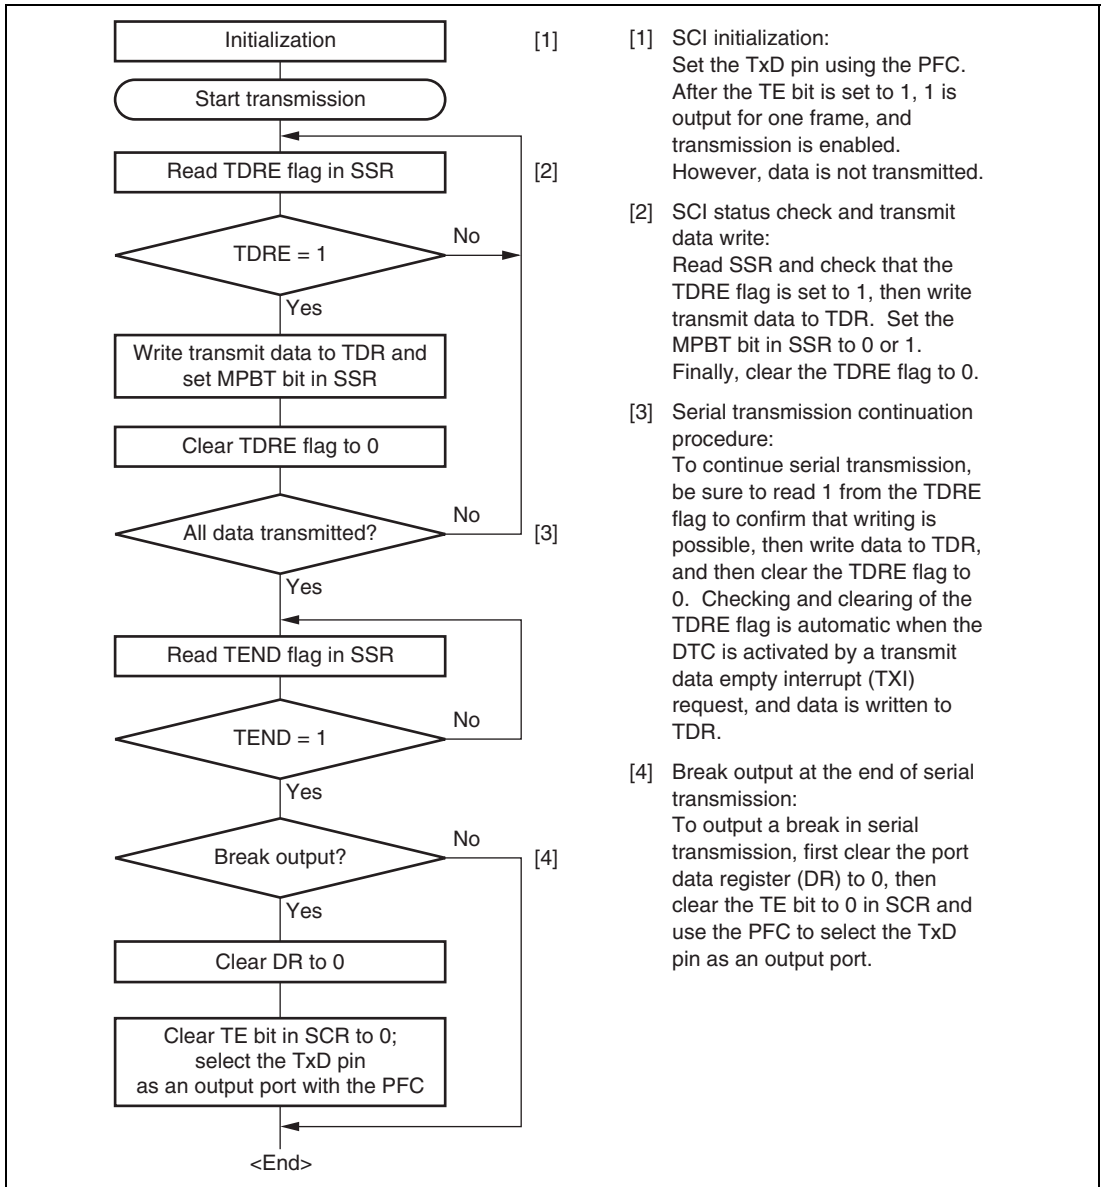 Initialization
[1]
Start transmission
Read TDRE flag in SSR
[2]
No
TDRE = 1
Yes
Write transmit data to TDR and
set MPBT bit in SSR
Clear TDRE flag to 0
No
All data transmitted?
[3]
Yes
Read TEND flag in SSR
No
TEND = 1
Yes
No
Break output?
[4]
Yes
Clear DR to 0
Clear TE bit in SCR to 0;
select the TxD pin
as an output port with the PFC
<End>
[1] SCI initialization:
Set the TxD pin using the PFC.
After the TE bit is set to 1, 1 is
output for one frame, and
transmission is enabled.
However, data is not transmitted.
[2] SCI status check and transmit
data write:
Read SSR and check that the
TDRE flag is set to 1, then write
transmit data to TDR. Set the
MPBT bit in SSR to 0 or 1.
Finally, clear the TDRE flag to 0.
[3] Serial transmission continuation
procedure:
To continue serial transmission,
be sure to read 1 from the TDRE
flag to confirm that writing is
possible, then write data to TDR,
and then clear the TDRE flag to
0. Checking and clearing of the
TDRE flag is automatic when the
DTC is activated by a transmit
data empty interrupt (TXI)
request, and data is written to
TDR.
[4] Break output at the end of serial
transmission:
To output a break in serial
transmission, first clear the port
data register (DR) to 0, then
clear the TE bit to 0 in SCR and
use the PFC to select the TxD
pin as an output port.